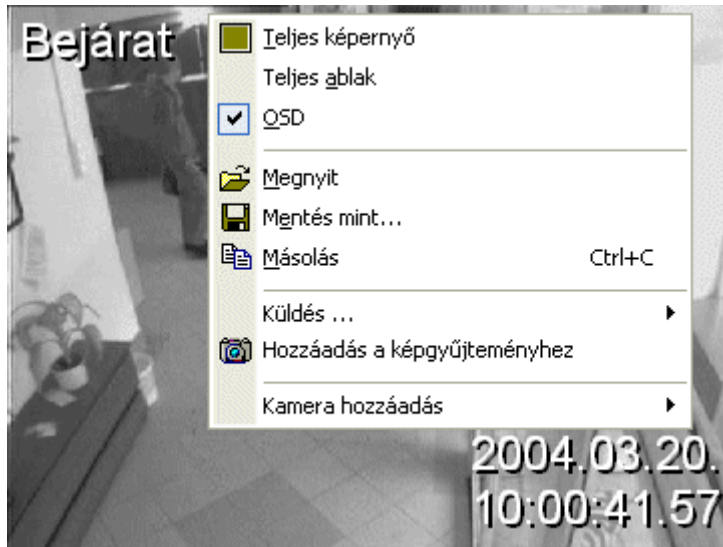 Bejárat
Teljes képernyő
Teljes ablak
OSD
Megnyit
Mentés mint...
Másolás Ctrl+C
Küldés ...
Hozzáadás a képgyűjteményhez
Kamera hozzáadás
2004.03.20.
10:00:41.57